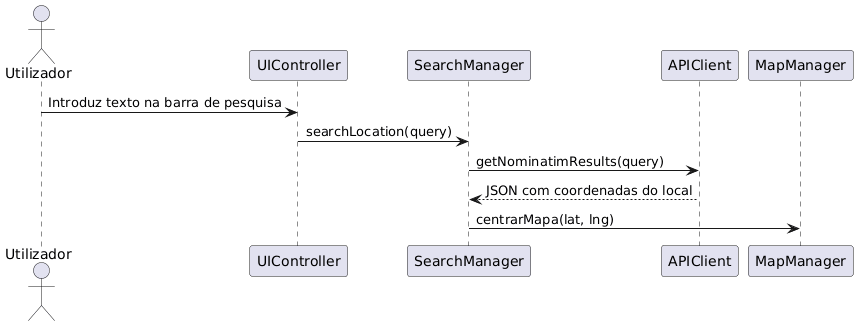 Utilizador
UIController
SearchManager
APIClient
MapManager
Introduz texto na barra de pesquisa
searchLocation(query)
getNominatimResults(query)
JSON com coordenadas do local
centrarMapa(lat, lng)
Utilizador
UIController
SearchManager
APIClient
MapManager